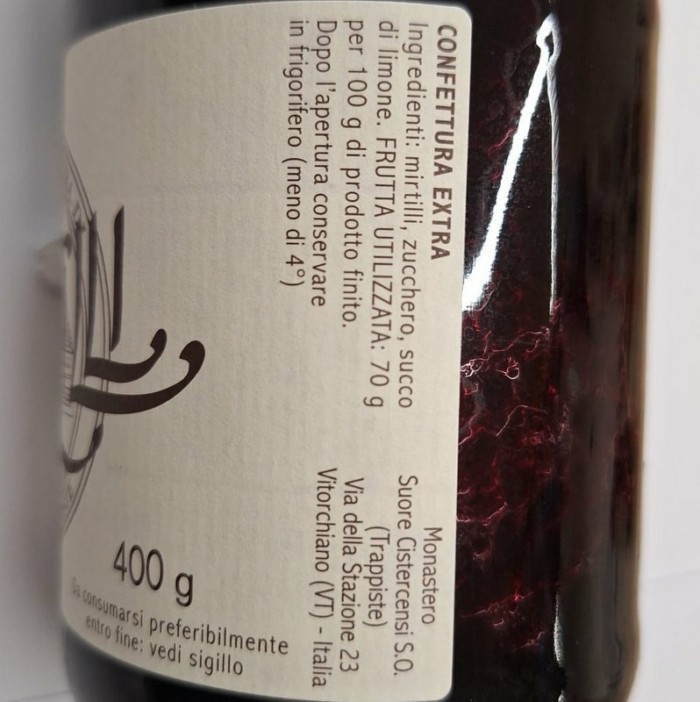 CONFETTURA EXTRA
Ingredienti: mirtilli, zucchero, succo
di limone. FRUTTA UTILIZZATA: 70 g
per 100 g di prodotto finito.
Dopo l'apertura conservare
in frigorifero (meno di 4°)
Monastero
Suore Cistercensi S.O.
(Trappiste)
Via della Stazione 23
Vitorchiano (VT) - Italia
400 g
Da consumarsi preferibilmente
entro fine: vedi sigillo